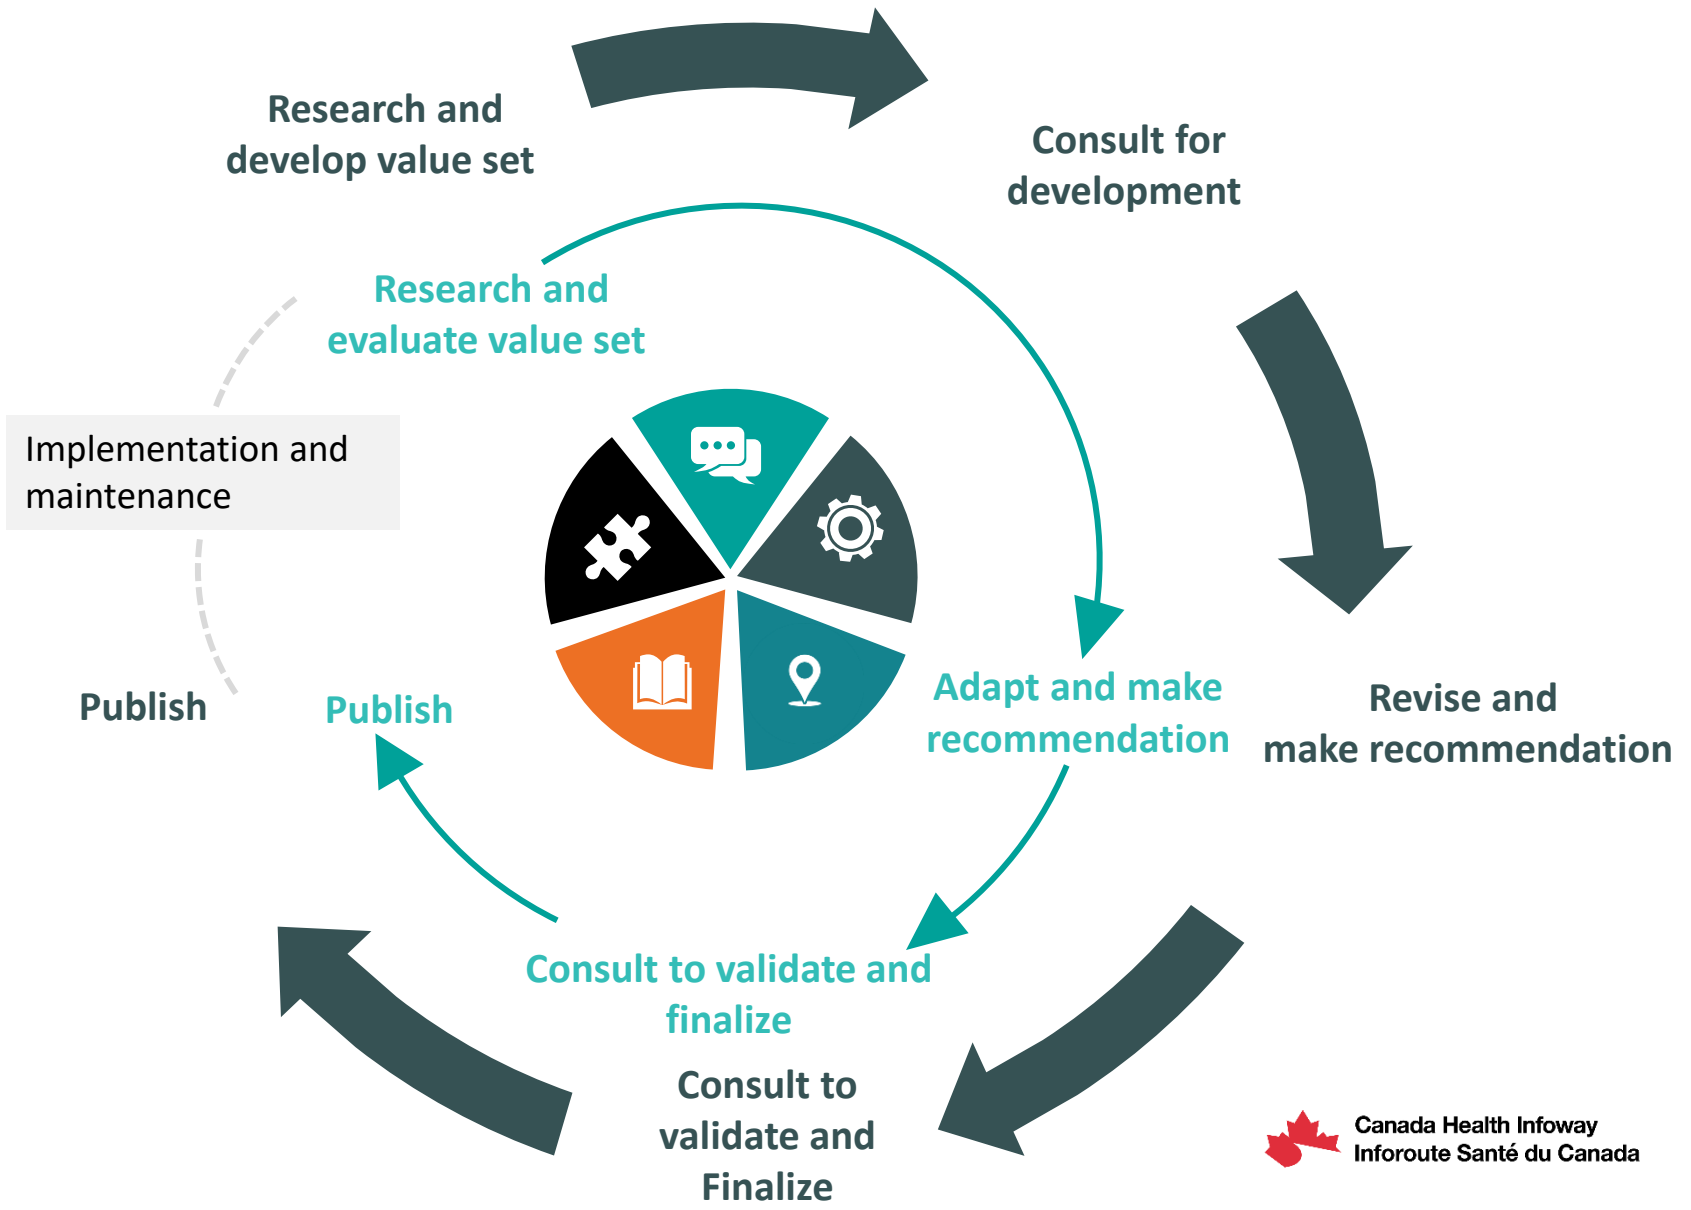 Research and
develop value set
Consult for
development
Research and
evaluate value set
Implementation and
maintenance
Publish
Publish
Adapt and make
recommendation
Revise and
make recommendation
Consult to validate and
finalize
Consult to
validate and
Finalize
Canada Health Infoway
Inforoute Santé du Canada